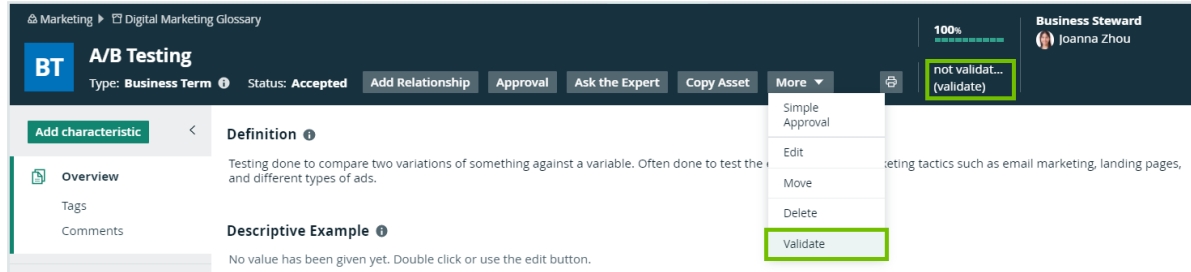 Marketing Digital Marketing Glossary
BT
A/B Testing
Type: Business Term Status: Accepted
Add Relationship Approval Ask the Expert Copy Asset More
100%
not validat...
(validate)
Business Steward
Joanna Zhou
Simple
Approval
Edit
Move
Delete
Validate
Add characteristic
Overview
Tags
Comments
Definition
Testing done to compare two variations of something against a variable. Often done to test the keting tactics such as email marketing, landing pages,
and different types of ads.
Descriptive Example
No value has been given yet. Double click or use the edit button.